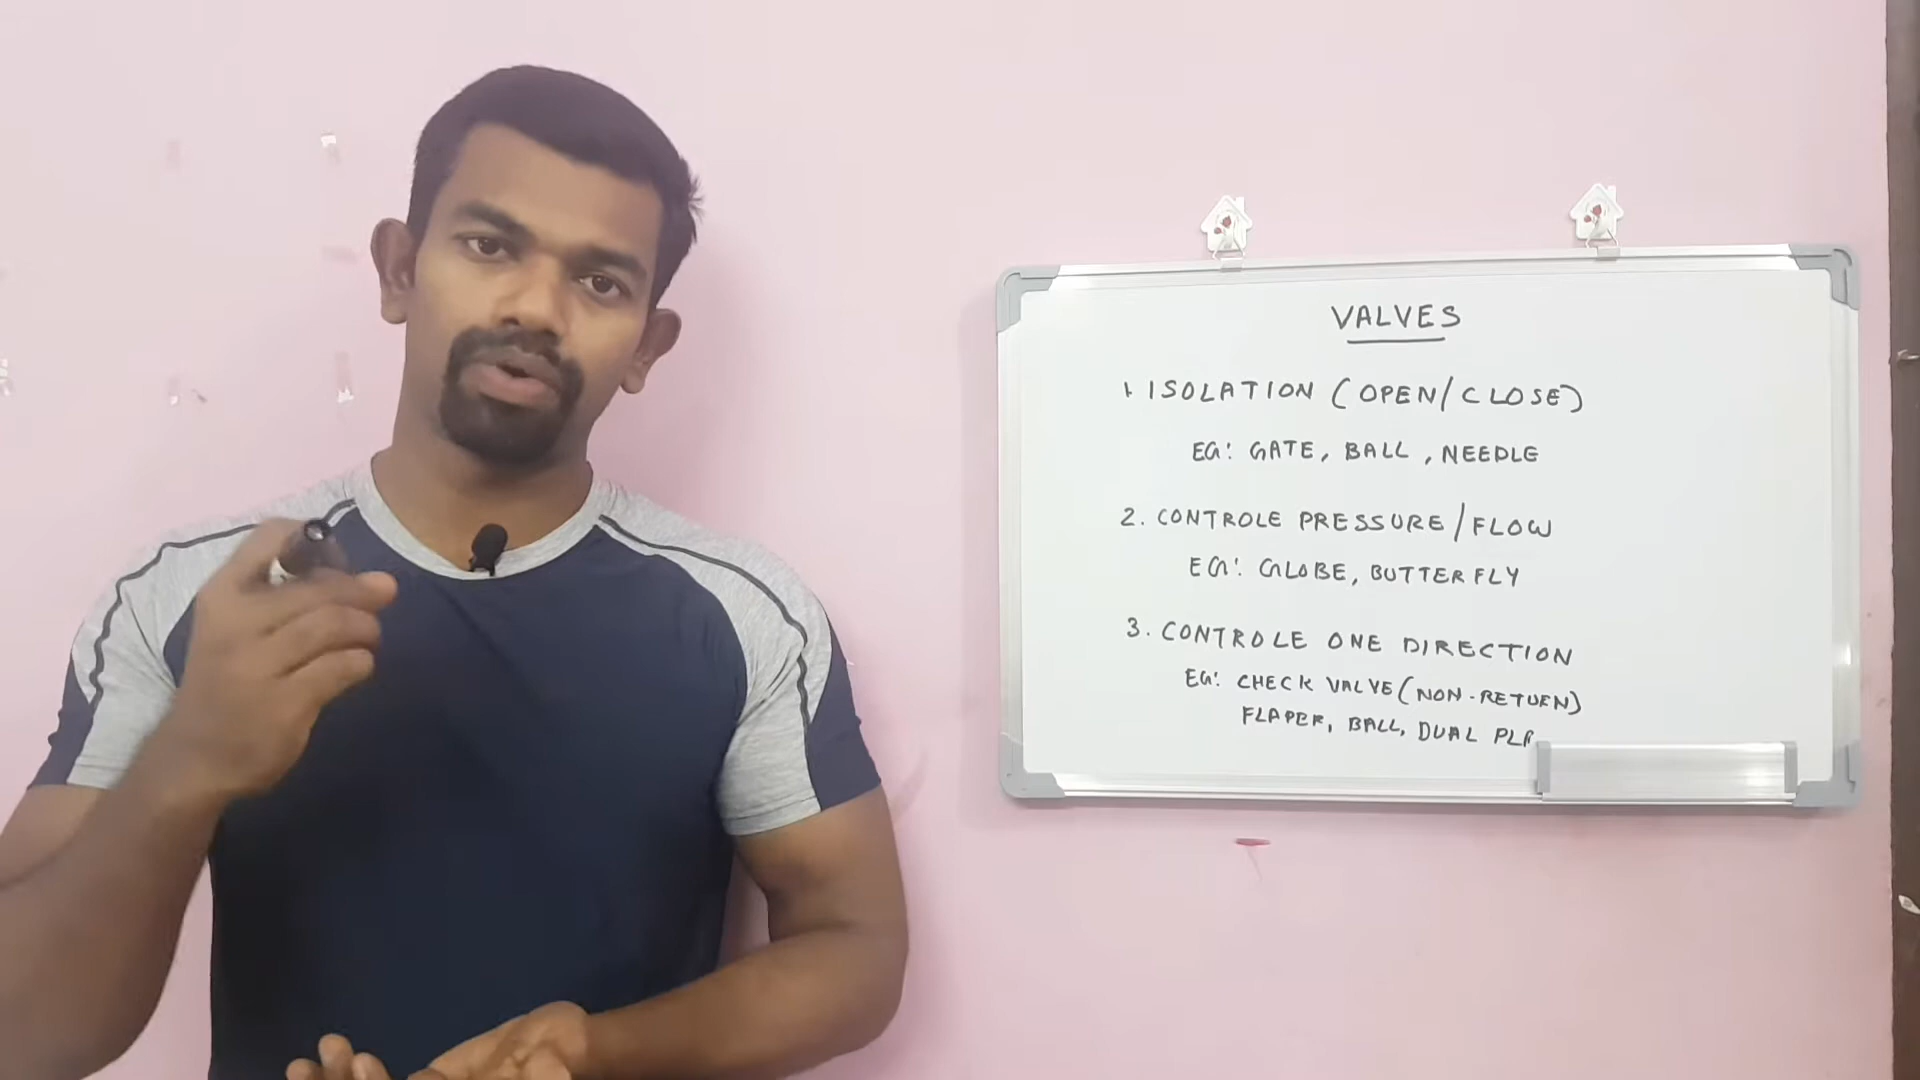 VALVES
1. ISOLATION (OPEN/CLOSE)
EG: GATE, BALL, NEEDLE
2. CONTROLE PRESSURE/FLOW
EG: GLOBE, BUTTERFLY
3. CONTROLE ONE DIRECTION
EG: CHECK VALVE (NON-RETURN)
FLAPER, BALL, DUAL